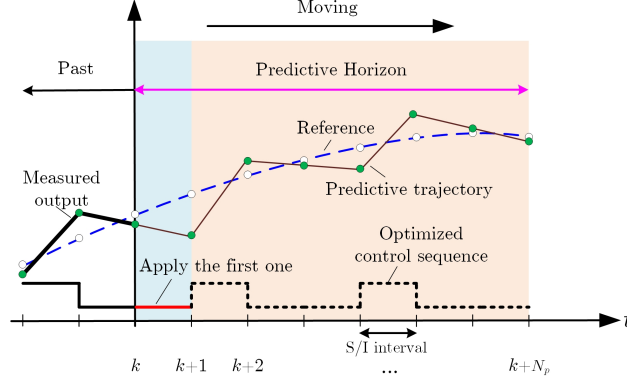 Moving
Past
Predictive Horizon
Reference
Measured
output
Predictive trajectory
Optimized
control sequence
Apply the first one
t
S/I interval
k k+1 k+2 ... k+Np